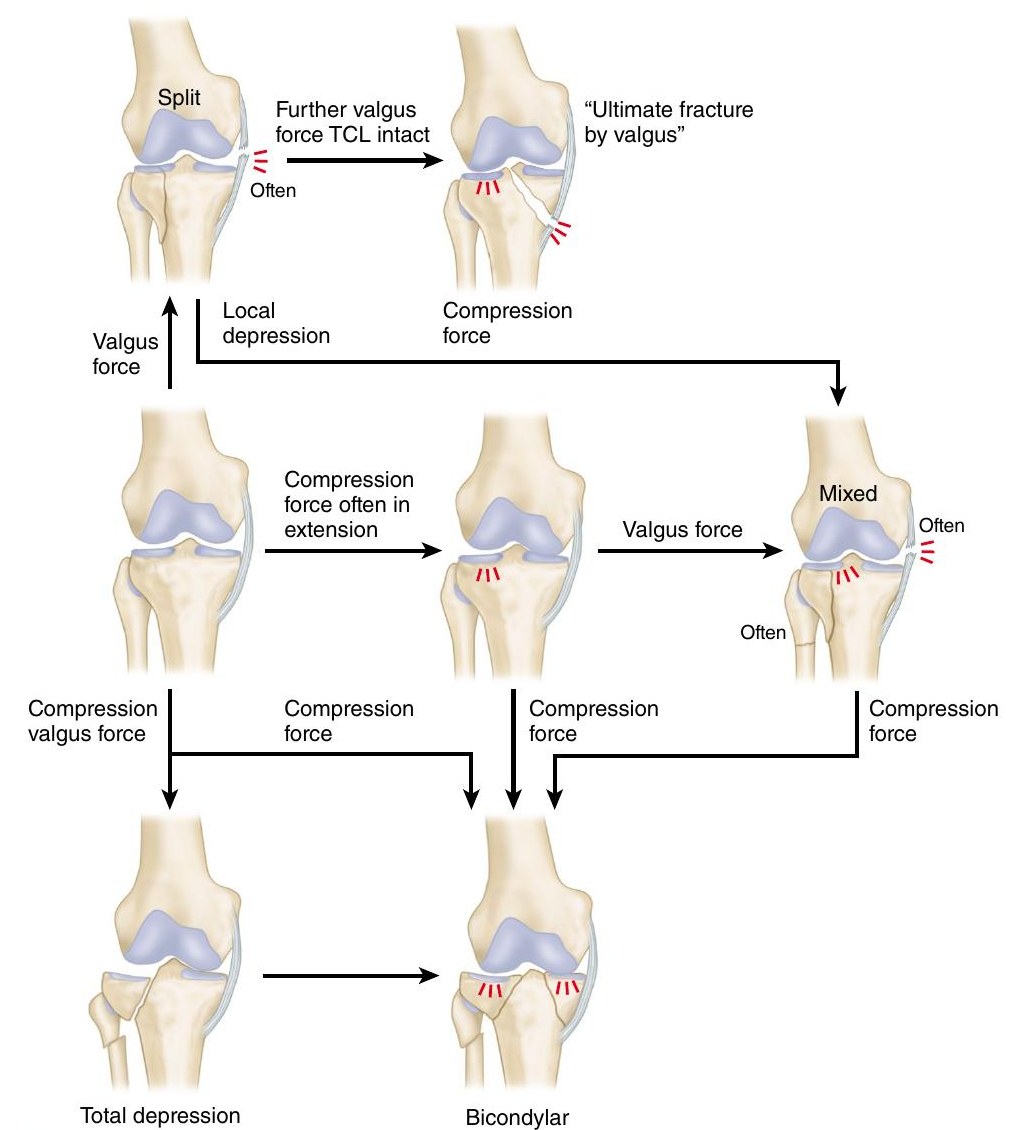 Split
Often
Further valgus
force TCL intact
“Ultimate fracture
by valgus”
Valgus
force
Local
depression
Compression
force
Compression
force often in
extension
Valgus force
Mixed
Often
Often
Compression
valgus force
Compression
force
Compression
force
Compression
force
Total depression
Bicondylar